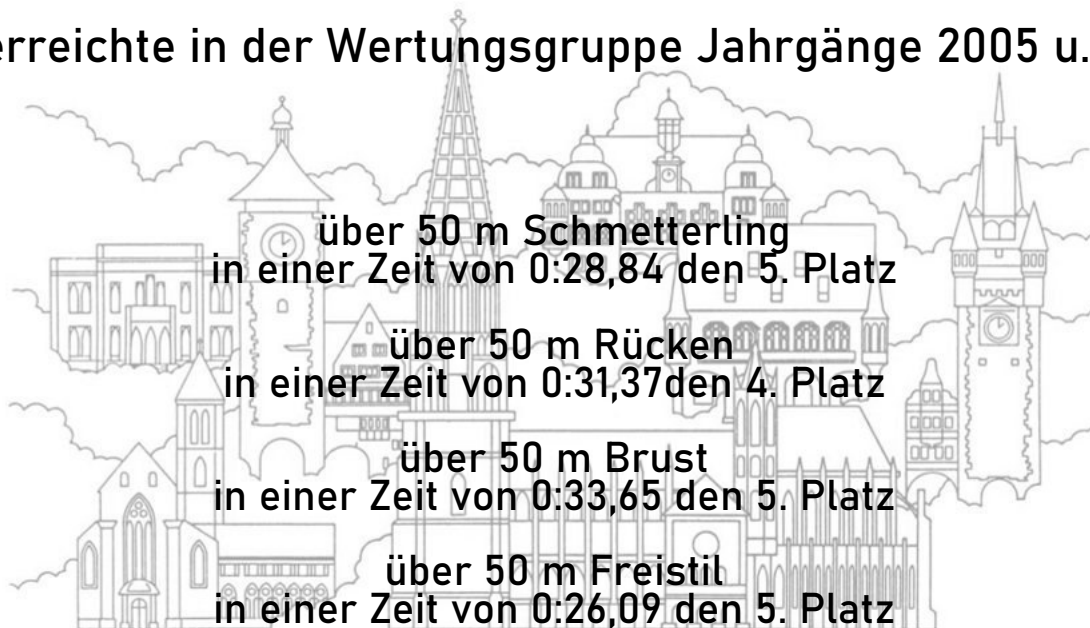 erreichte in der Wertungsgruppe Jahrgänge 2005 u.
über 50 m Schmetterling
in einer Zeit von 0:28,84 den 5. Platz
über 50 m Rücken
in einer Zeit von 0:31,37den 4. Platz
über 50 m Brust
in einer Zeit von 0:33,65 den 5. Platz
über 50 m Freistil
in einer Zeit von 0:26,09 den 5. Platz